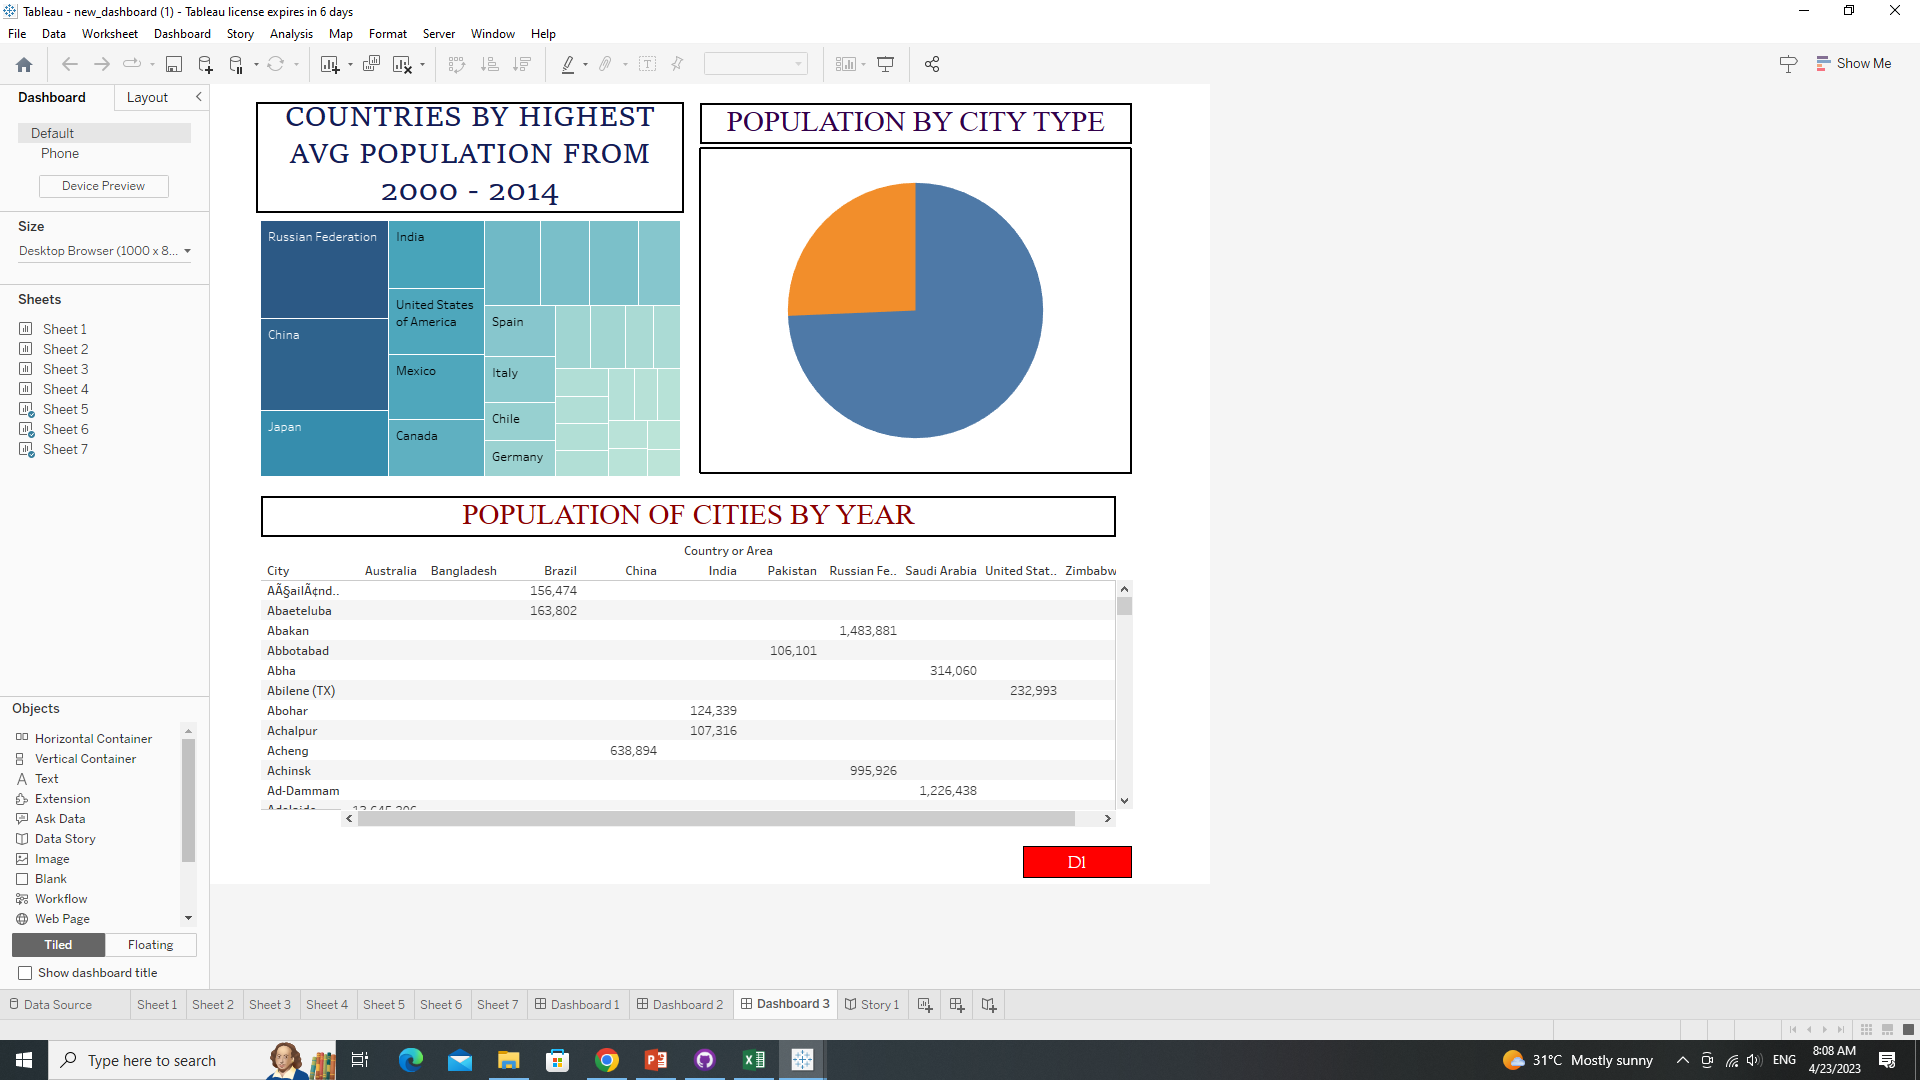 Tableau - new_dashboard (1) - Tableau license expires in 6 days
File Data Worksheet Dashboard Story Analysis Map Format Server Window Help
Show Me
Dashboard Layout
Default
Phone
Device Preview
Size
Desktop Browser (1000 x 8...
Sheets
Sheet 1
Sheet 2
Sheet 3
Sheet 4
Sheet 5
Sheet 6
Sheet 7
Objects
Horizontal Container
Vertical Container
Text
Extension
Ask Data
Data Story
Image
Blank
Workflow
Web Page
Tiled Floating
Show dashboard title
COUNTRIES BY HIGHEST
AVG POPULATION FROM
2000 - 2014
Russian Federation
China
Japan
India
United States
of America
Mexico
Canada
Spain
Italy
Chile
Germany
POPULATION BY CITY TYPE
POPULATION OF CITIES BY YEAR
Country or Area
City Australia Bangladesh Brazil China India Pakistan Russian Fe.. Saudi Arabia United Stat.. Zimbabw
AÃ§ailÃ¢nd.. 156,474
Abaeteluba 163,802
Abakan 1,483,881
Abbotabad 106,101
Abha 314,060
Abilene (TX) 232,993
Abohar 124,339
Achalpur 107,316
Acheng 638,894
Achinsk 995,926
Ad-Dammam 1,226,438
Adelaide 13,645,206
D1
Data Source Sheet 1 Sheet 2 Sheet 3 Sheet 4 Sheet 5 Sheet 6 Sheet 7 Dashboard 1 Dashboard 2 Dashboard 3 Story 1
Type here to search
31°C Mostly sunny
ENG
8:08 AM
4/23/2023